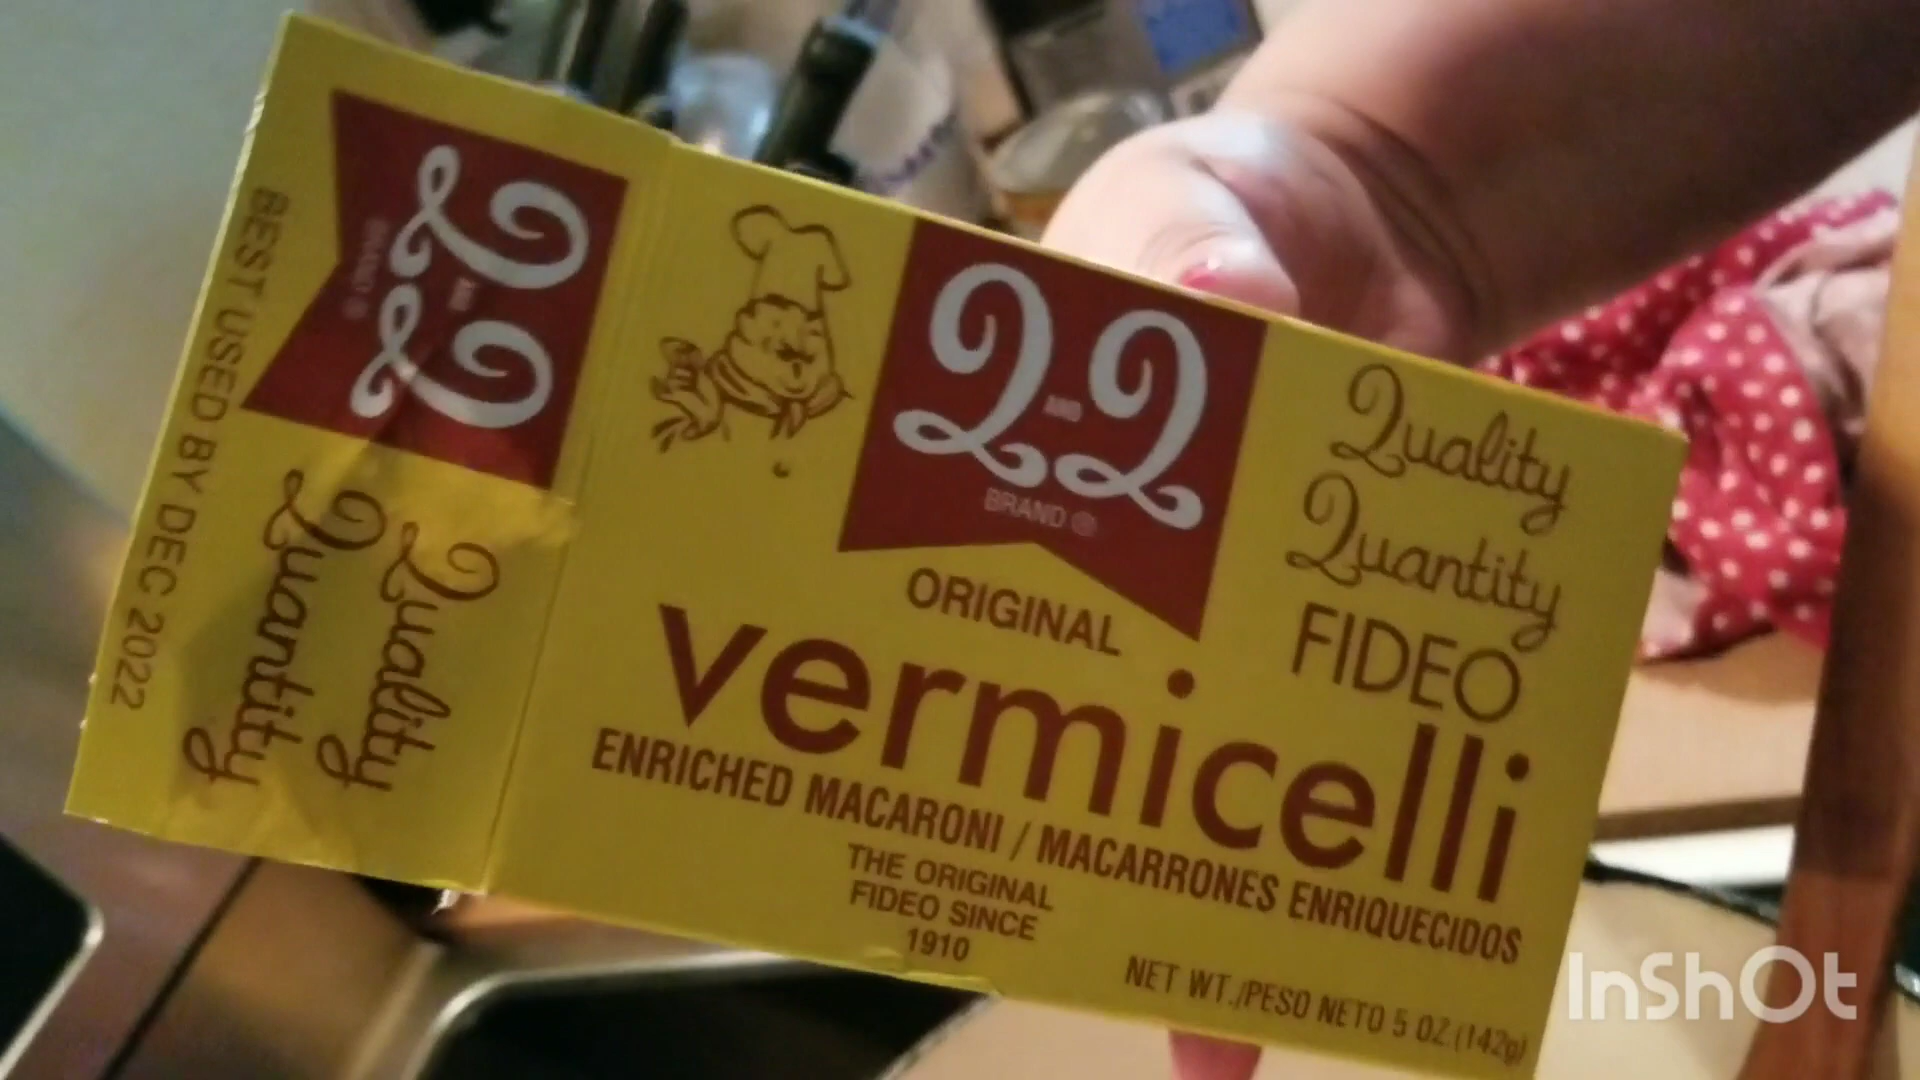 Q AND Q
BRAND ®
BEST USED BY DEC 2022
Quality
Quantity
Q AND Q
BRAND ®
Quality
Quantity
FIDEO
ORIGINAL
vermicelli
ENRICHED MACARONI / MACARRONES ENRIQUECIDOS
THE ORIGINAL
FIDEO SINCE
1910
NET WT./PESO NETO 5 OZ.(142g)
InShOt